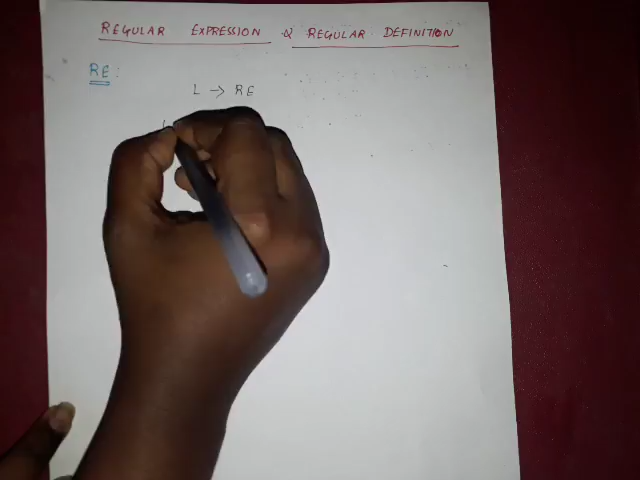 REGULAR EXPRESSION & REGULAR DEFINITION
RE :
L → RE